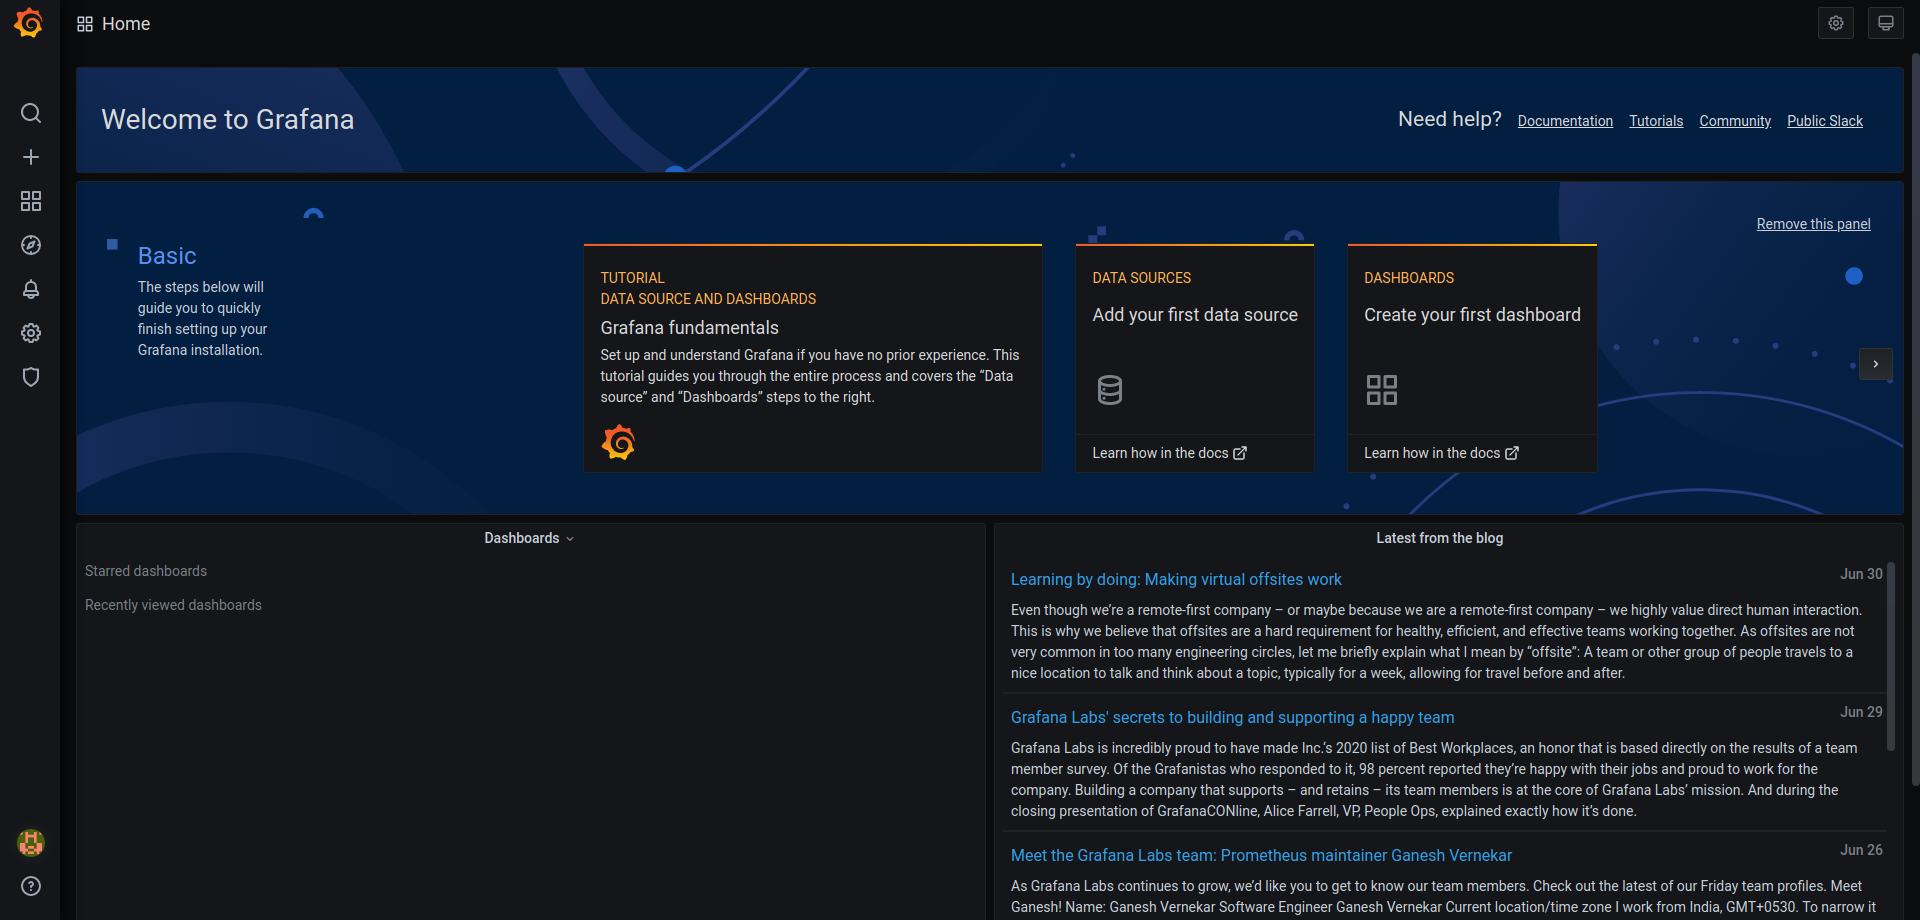 Home
Welcome to Grafana
Need help? Documentation Tutorials Community Public Slack
Remove this panel
Basic
The steps below will
guide you to quickly
finish setting up your
Grafana installation.
TUTORIAL
DATA SOURCE AND DASHBOARDS
Grafana fundamentals
Set up and understand Grafana if you have no prior experience. This
tutorial guides you through the entire process and covers the “Data
source” and “Dashboards” steps to the right.
DATA SOURCES
Add your first data source
Learn how in the docs
DASHBOARDS
Create your first dashboard
Learn how in the docs
Dashboards
Starred dashboards
Recently viewed dashboards
Latest from the blog
Learning by doing: Making virtual offsites work
Jun 30
Even though we’re a remote-first company – or maybe because we are a remote-first company – we highly value direct human interaction.
This is why we believe that offsites are a hard requirement for healthy, efficient, and effective teams working together. As offsites are not
very common in too many engineering circles, let me briefly explain what I mean by “offsite”: A team or other group of people travels to a
nice location to talk and think about a topic, typically for a week, allowing for travel before and after.
Grafana Labs' secrets to building and supporting a happy team
Jun 29
Grafana Labs is incredibly proud to have made Inc.‘s 2020 list of Best Workplaces, an honor that is based directly on the results of a team
member survey. Of the Grafanistas who responded to it, 98 percent reported they’re happy with their jobs and proud to work for the
company. Building a company that supports – and retains – its team members is at the core of Grafana Labs’ mission. And during the
closing presentation of GrafanaCONline, Alice Farrell, VP, People Ops, explained exactly how it’s done.
Meet the Grafana Labs team: Prometheus maintainer Ganesh Vernekar
Jun 26
As Grafana Labs continues to grow, we’d like you to get to know our team members. Check out the latest of our Friday team profiles. Meet
Ganesh! Name: Ganesh Vernekar Software Engineer Ganesh Vernekar Current location/time zone I work from India, GMT+0530. To narrow it